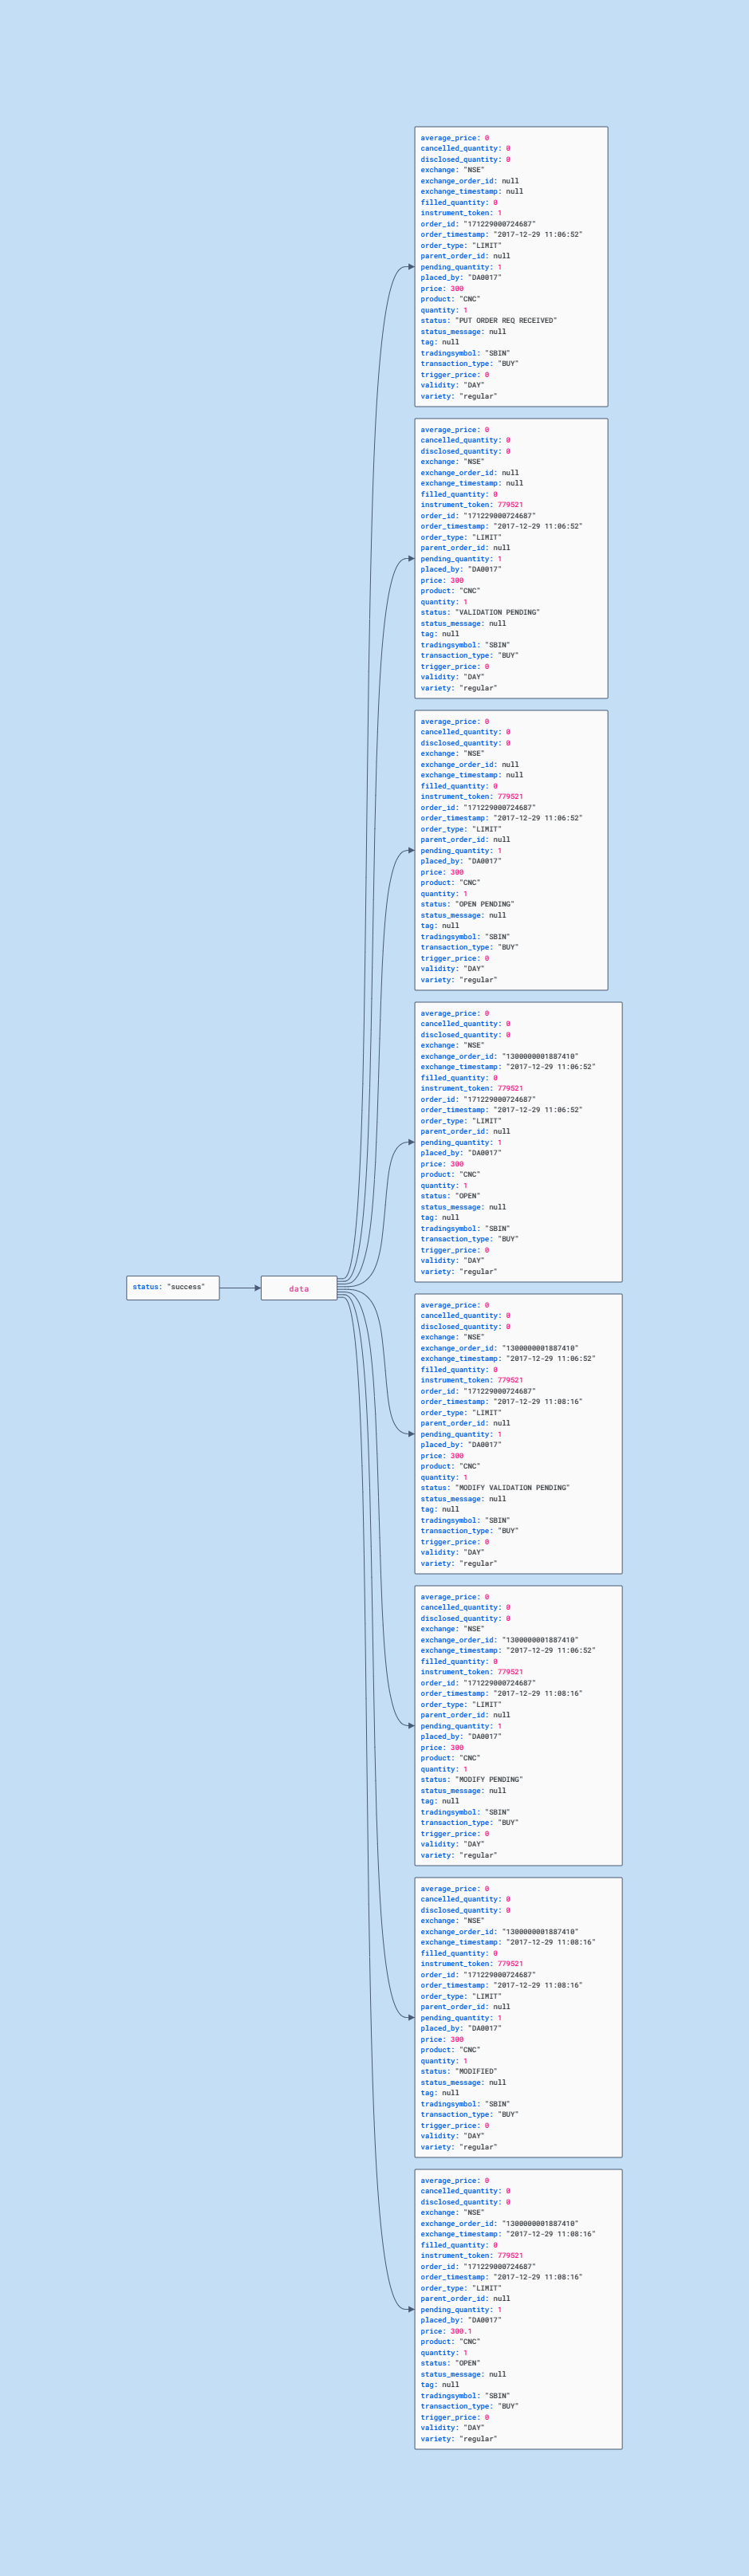 status: "success"
data
average_price: 0
cancelled_quantity: 0
disclosed_quantity: 0
exchange: "NSE"
exchange_order_id: null
exchange_timestamp: null
filled_quantity: 0
instrument_token: 1
order_id: "171229000724687"
order_timestamp: "2017-12-29 11:06:52"
order_type: "LIMIT"
parent_order_id: null
pending_quantity: 1
placed_by: "DA0017"
price: 300
product: "CNC"
quantity: 1
status: "PUT ORDER REQ RECEIVED"
status_message: null
tag: null
tradingsymbol: "SBIN"
transaction_type: "BUY"
trigger_price: 0
validity: "DAY"
variety: "regular"
average_price: 0
cancelled_quantity: 0
disclosed_quantity: 0
exchange: "NSE"
exchange_order_id: null
exchange_timestamp: null
filled_quantity: 0
instrument_token: 779521
order_id: "171229000724687"
order_timestamp: "2017-12-29 11:06:52"
order_type: "LIMIT"
parent_order_id: null
pending_quantity: 1
placed_by: "DA0017"
price: 300
product: "CNC"
quantity: 1
status: "VALIDATION PENDING"
status_message: null
tag: null
tradingsymbol: "SBIN"
transaction_type: "BUY"
trigger_price: 0
validity: "DAY"
variety: "regular"
average_price: 0
cancelled_quantity: 0
disclosed_quantity: 0
exchange: "NSE"
exchange_order_id: null
exchange_timestamp: null
filled_quantity: 0
instrument_token: 779521
order_id: "171229000724687"
order_timestamp: "2017-12-29 11:06:52"
order_type: "LIMIT"
parent_order_id: null
pending_quantity: 1
placed_by: "DA0017"
price: 300
product: "CNC"
quantity: 1
status: "OPEN PENDING"
status_message: null
tag: null
tradingsymbol: "SBIN"
transaction_type: "BUY"
trigger_price: 0
validity: "DAY"
variety: "regular"
average_price: 0
cancelled_quantity: 0
disclosed_quantity: 0
exchange: "NSE"
exchange_order_id: "1300000001887410"
exchange_timestamp: "2017-12-29 11:06:52"
filled_quantity: 0
instrument_token: 779521
order_id: "171229000724687"
order_timestamp: "2017-12-29 11:06:52"
order_type: "LIMIT"
parent_order_id: null
pending_quantity: 1
placed_by: "DA0017"
price: 300
product: "CNC"
quantity: 1
status: "OPEN"
status_message: null
tag: null
tradingsymbol: "SBIN"
transaction_type: "BUY"
trigger_price: 0
validity: "DAY"
variety: "regular"
average_price: 0
cancelled_quantity: 0
disclosed_quantity: 0
exchange: "NSE"
exchange_order_id: "1300000001887410"
exchange_timestamp: "2017-12-29 11:06:52"
filled_quantity: 0
instrument_token: 779521
order_id: "171229000724687"
order_timestamp: "2017-12-29 11:08:16"
order_type: "LIMIT"
parent_order_id: null
pending_quantity: 1
placed_by: "DA0017"
price: 300
product: "CNC"
quantity: 1
status: "MODIFY VALIDATION PENDING"
status_message: null
tag: null
tradingsymbol: "SBIN"
transaction_type: "BUY"
trigger_price: 0
validity: "DAY"
variety: "regular"
average_price: 0
cancelled_quantity: 0
disclosed_quantity: 0
exchange: "NSE"
exchange_order_id: "1300000001887410"
exchange_timestamp: "2017-12-29 11:06:52"
filled_quantity: 0
instrument_token: 779521
order_id: "171229000724687"
order_timestamp: "2017-12-29 11:08:16"
order_type: "LIMIT"
parent_order_id: null
pending_quantity: 1
placed_by: "DA0017"
price: 300
product: "CNC"
quantity: 1
status: "MODIFY PENDING"
status_message: null
tag: null
tradingsymbol: "SBIN"
transaction_type: "BUY"
trigger_price: 0
validity: "DAY"
variety: "regular"
average_price: 0
cancelled_quantity: 0
disclosed_quantity: 0
exchange: "NSE"
exchange_order_id: "1300000001887410"
exchange_timestamp: "2017-12-29 11:08:16"
filled_quantity: 0
instrument_token: 779521
order_id: "171229000724687"
order_timestamp: "2017-12-29 11:08:16"
order_type: "LIMIT"
parent_order_id: null
pending_quantity: 1
placed_by: "DA0017"
price: 300
product: "CNC"
quantity: 1
status: "MODIFIED"
status_message: null
tag: null
tradingsymbol: "SBIN"
transaction_type: "BUY"
trigger_price: 0
validity: "DAY"
variety: "regular"
average_price: 0
cancelled_quantity: 0
disclosed_quantity: 0
exchange: "NSE"
exchange_order_id: "1300000001887410"
exchange_timestamp: "2017-12-29 11:08:16"
filled_quantity: 0
instrument_token: 779521
order_id: "171229000724687"
order_timestamp: "2017-12-29 11:08:16"
order_type: "LIMIT"
parent_order_id: null
pending_quantity: 1
placed_by: "DA0017"
price: 300.1
product: "CNC"
quantity: 1
status: "OPEN"
status_message: null
tag: null
tradingsymbol: "SBIN"
transaction_type: "BUY"
trigger_price: 0
validity: "DAY"
variety: "regular"